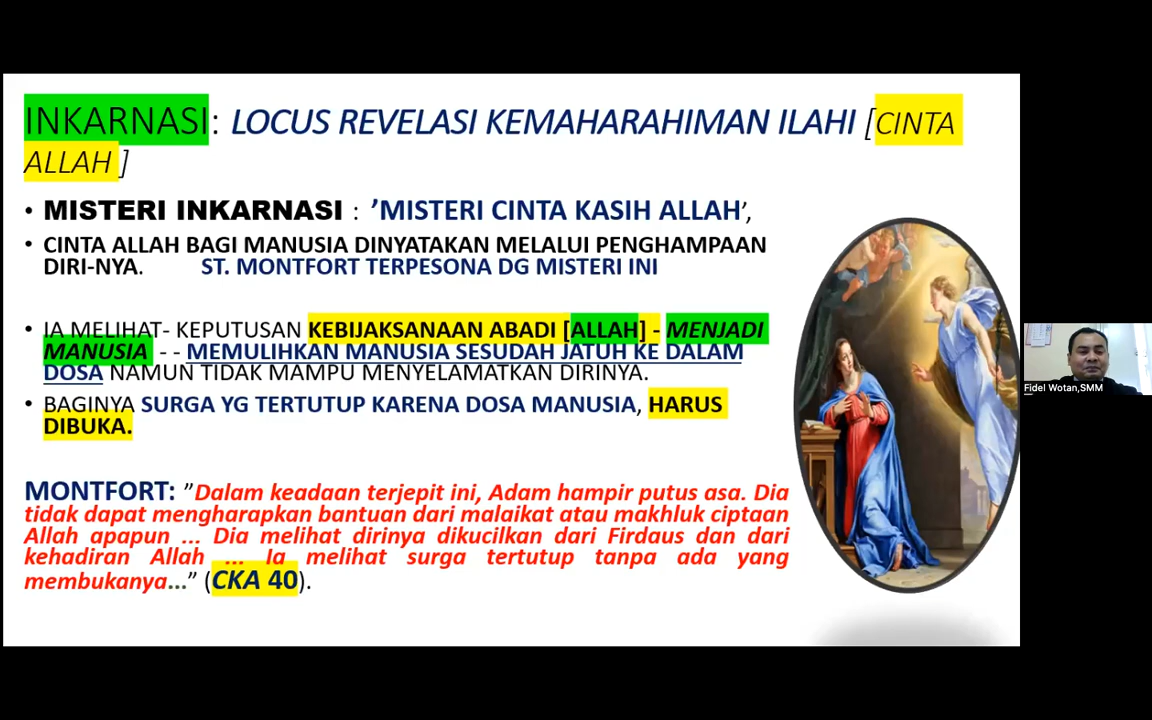 INKARNASI: LOCUS REVELASI KEMAHARAHIMAN ILAHI [CINTA
ALLAH ]
• MISTERI INKARNASI : ’MISTERI CINTA KASIH ALLAH’,
• CINTA ALLAH BAGI MANUSIA DINYATAKAN MELALUI PENGHAMPAAN
DIRI-NYA. ST. MONTFORT TERPESONA DG MISTERI INI
• IA MELIHAT- KEPUTUSAN KEBIJAKSANAAN ABADI [ALLAH] - MENJADI
MANUSIA - - MEMULIHKAN MANUSIA SESUDAH JATUH KE DALAM
DOSA NAMUN TIDAK MAMPU MENYELAMATKAN DIRINYA.
• BAGINYA SURGA YG TERTUTUP KARENA DOSA MANUSIA, HARUS
DIBUKA.
MONTFORT: ”Dalam keadaan terjepit ini, Adam hampir putus asa. Dia
tidak dapat mengharapkan bantuan dari malaikat atau makhluk ciptaan
Allah apapun ... Dia melihat dirinya dikucilkan dari Firdaus dan dari
kehadiran Allah ... Ia melihat surga tertutup tanpa ada yang
membukanya...” (CKA 40).
Fidel Wotan,SMM